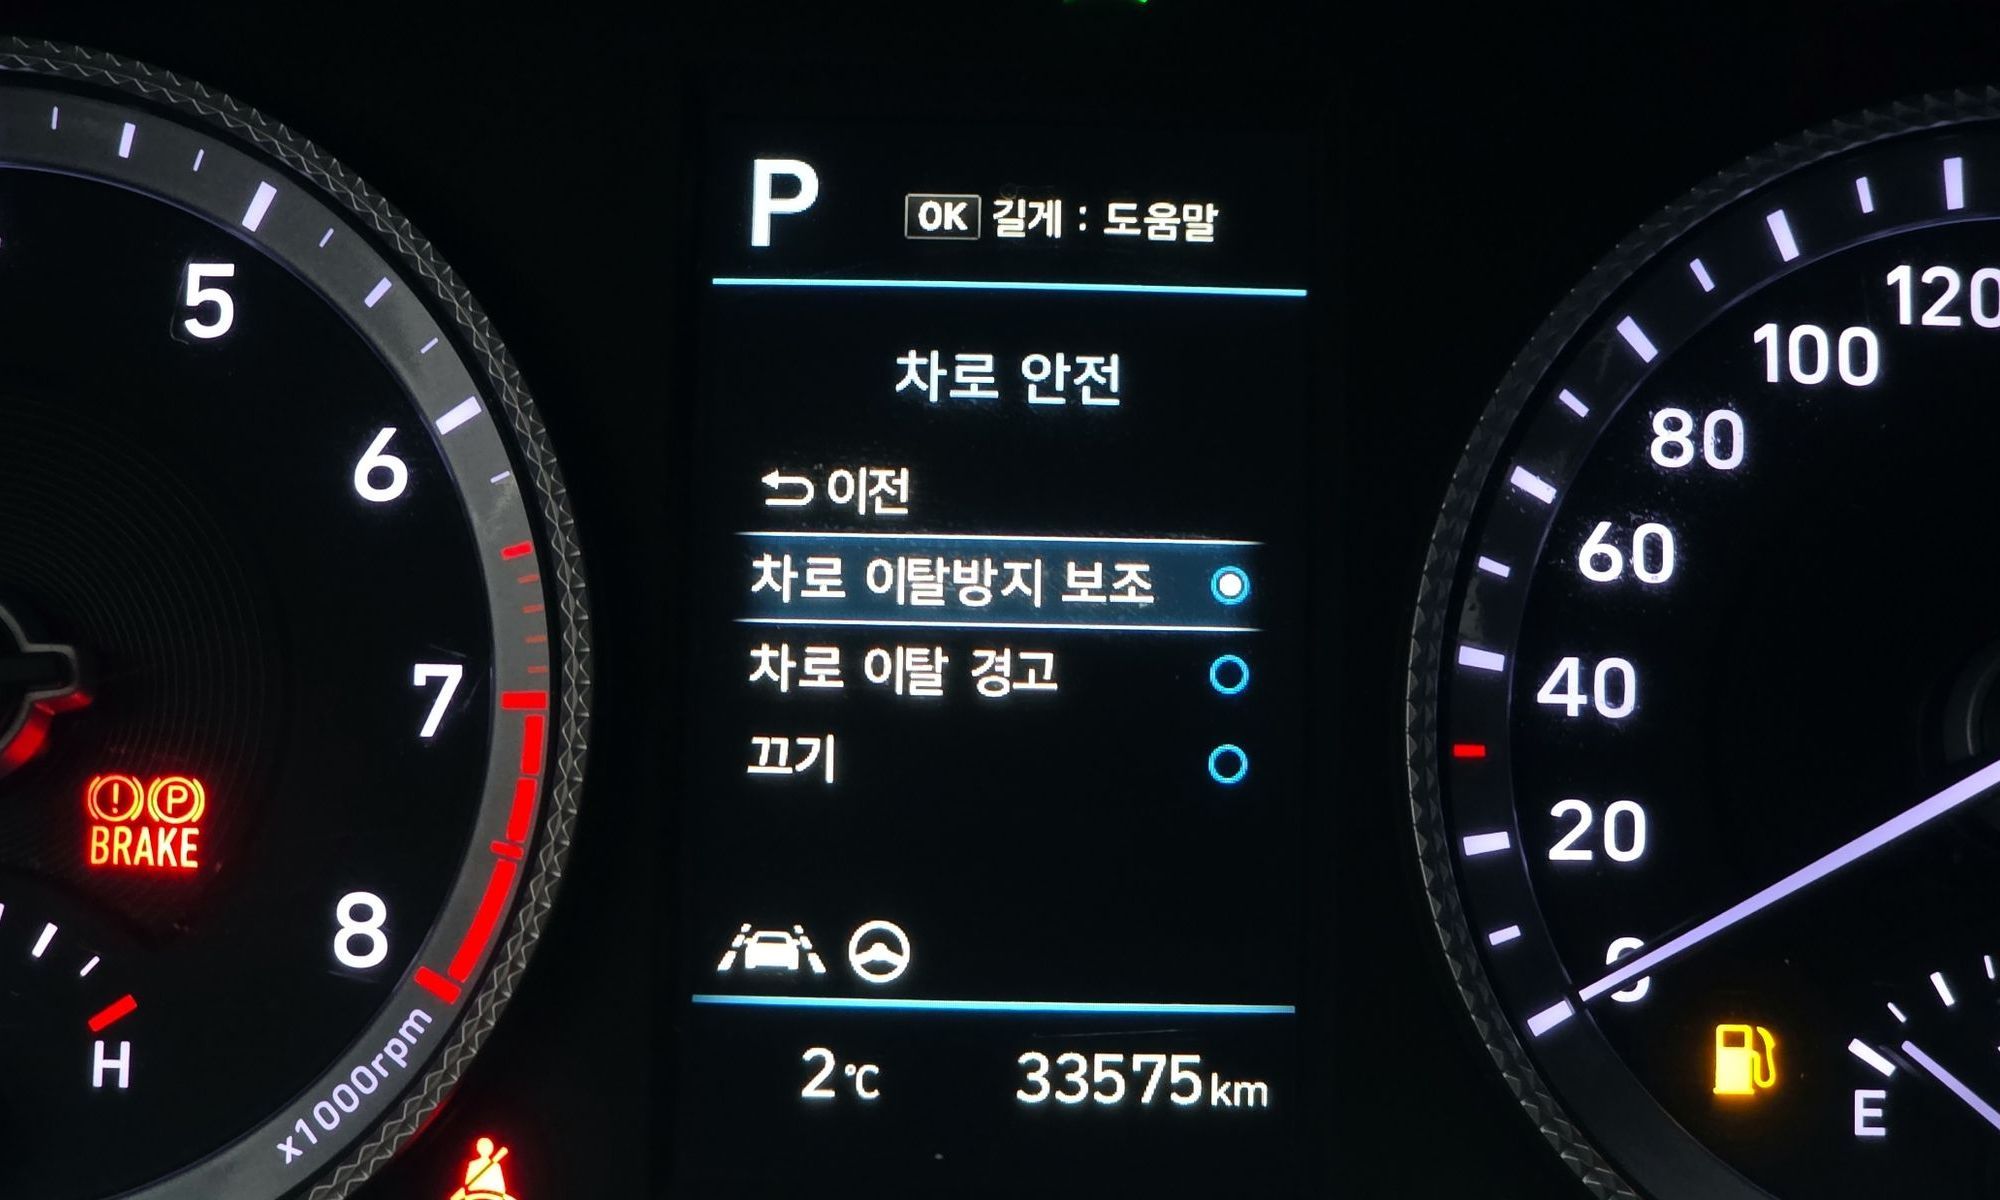 P
OK 길게 : 도움말
차로 안전
이전
차로 이탈방지 보조
차로 이탈 경고
끄기
2℃ 33575km
5
6
7
8
x1000rpm
H
P
BRAKE
120
100
80
60
40
20
0
E